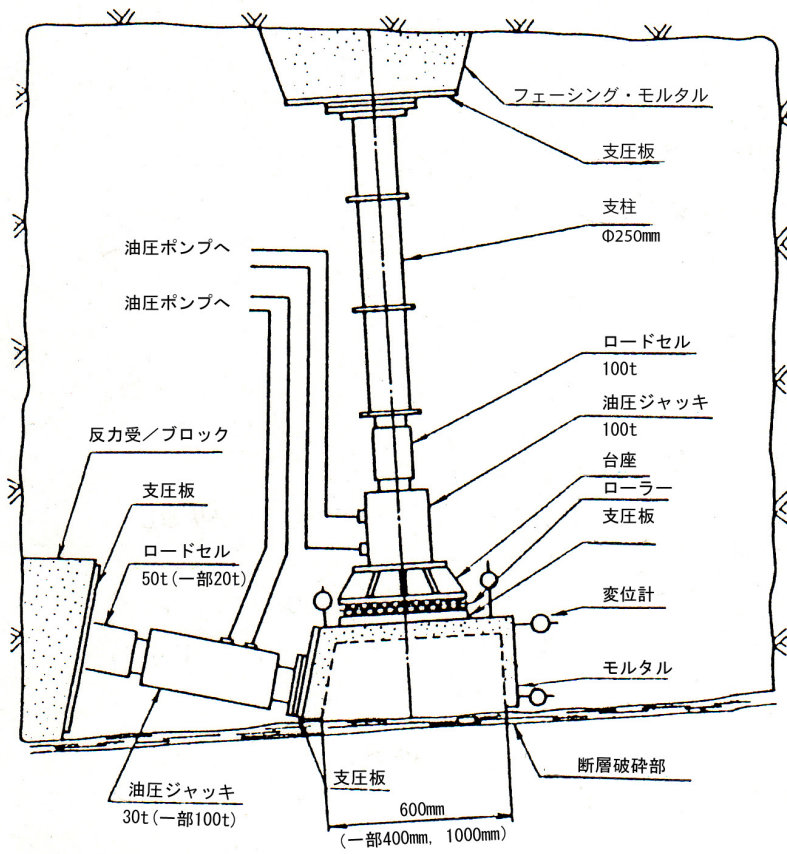 フェーシング・モルタル
支圧板
支柱
Φ250mm
油圧ポンプへ
油圧ポンプへ
ロードセル
100t
油圧ジャッキ
100t
反力受／ブロック
台座
ローラー
支圧板
支圧板
ロードセル
50t(一部20t)
変位計
モルタル
断層破砕部
支圧板
油圧ジャッキ
30t(一部100t)
600mm
(一部400mm, 1000mm)